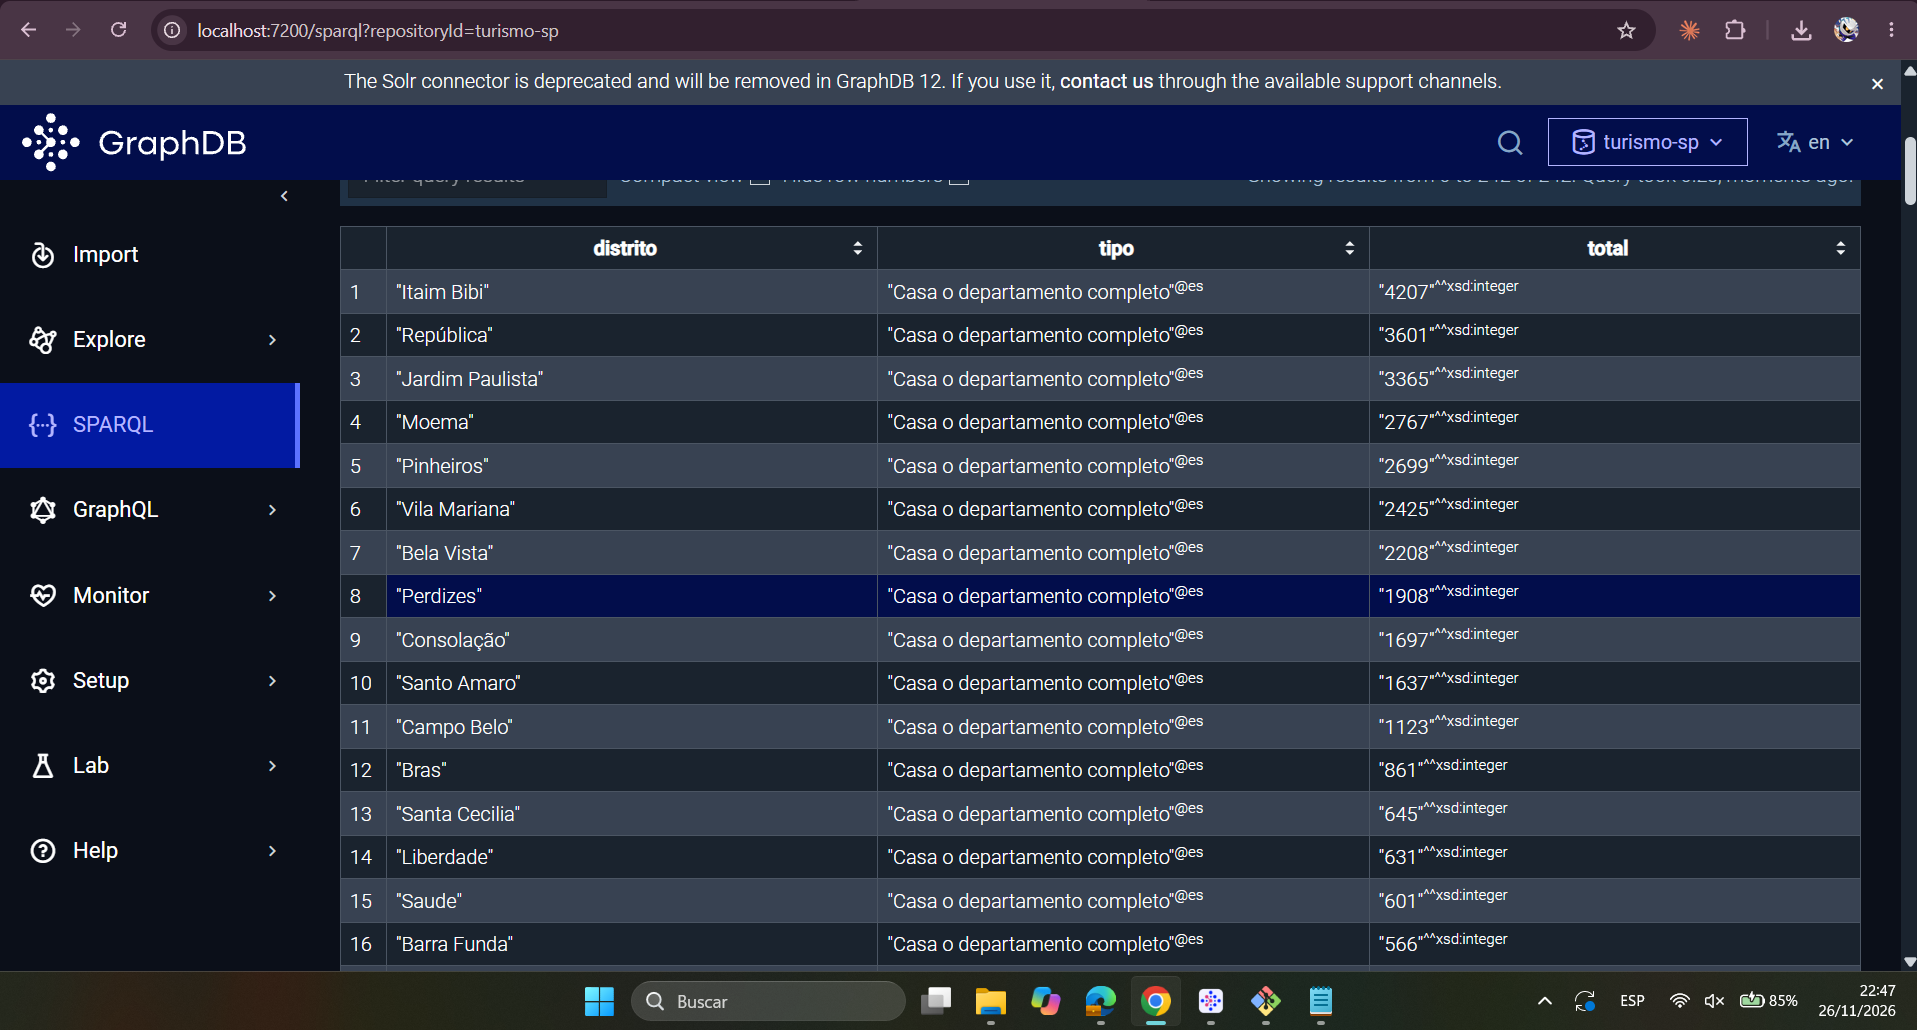 localhost:7200/sparql?repositoryId=turismo-sp
The Solr connector is deprecated and will be removed in GraphDB 12. If you use it, contact us through the available support channels.
GraphDB
turismo-sp
en
Import
Explore
SPARQL
GraphQL
Monitor
Setup
Lab
Help
distrito tipo total
1 "Itaim Bibi" "Casa o departamento completo"@es "4207"^^xsd:integer
2 "República" "Casa o departamento completo"@es "3601"^^xsd:integer
3 "Jardim Paulista" "Casa o departamento completo"@es "3365"^^xsd:integer
4 "Moema" "Casa o departamento completo"@es "2767"^^xsd:integer
5 "Pinheiros" "Casa o departamento completo"@es "2699"^^xsd:integer
6 "Vila Mariana" "Casa o departamento completo"@es "2425"^^xsd:integer
7 "Bela Vista" "Casa o departamento completo"@es "2208"^^xsd:integer
8 "Perdizes" "Casa o departamento completo"@es "1908"^^xsd:integer
9 "Consolação" "Casa o departamento completo"@es "1697"^^xsd:integer
10 "Santo Amaro" "Casa o departamento completo"@es "1637"^^xsd:integer
11 "Campo Belo" "Casa o departamento completo"@es "1123"^^xsd:integer
12 "Bras" "Casa o departamento completo"@es "861"^^xsd:integer
13 "Santa Cecilia" "Casa o departamento completo"@es "645"^^xsd:integer
14 "Liberdade" "Casa o departamento completo"@es "631"^^xsd:integer
15 "Saude" "Casa o departamento completo"@es "601"^^xsd:integer
16 "Barra Funda" "Casa o departamento completo"@es "566"^^xsd:integer
Buscar
ESP
85%
22:47
26/11/2026